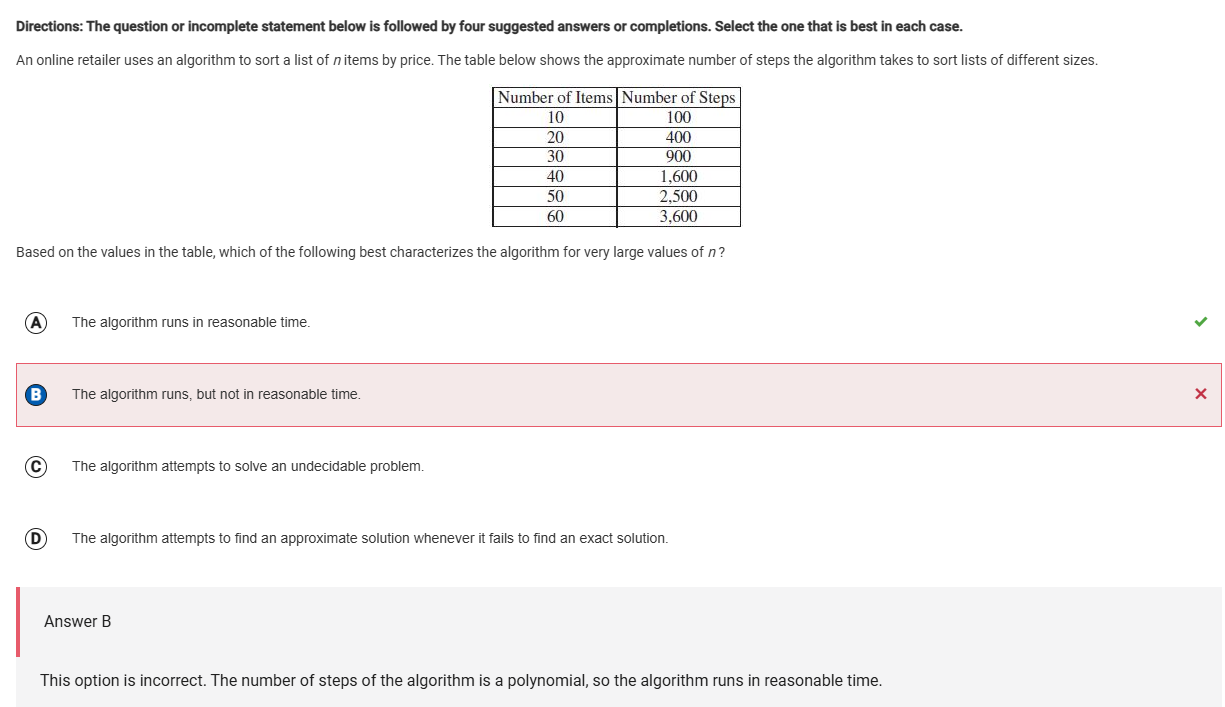 Directions: The question or incomplete statement below is followed by four suggested answers or completions. Select the one that is best in each case.
An online retailer uses an algorithm to sort a list of n items by price. The table below shows the approximate number of steps the algorithm takes to sort lists of different sizes.
Number of Items Number of Steps
10 100
20 400
30 900
40 1,600
50 2,500
60 3,600
Based on the values in the table, which of the following best characterizes the algorithm for very large values of n ?
A The algorithm runs in reasonable time.
B The algorithm runs, but not in reasonable time.
C The algorithm attempts to solve an undecidable problem.
D The algorithm attempts to find an approximate solution whenever it fails to find an exact solution.
Answer B
This option is incorrect. The number of steps of the algorithm is a polynomial, so the algorithm runs in reasonable time.